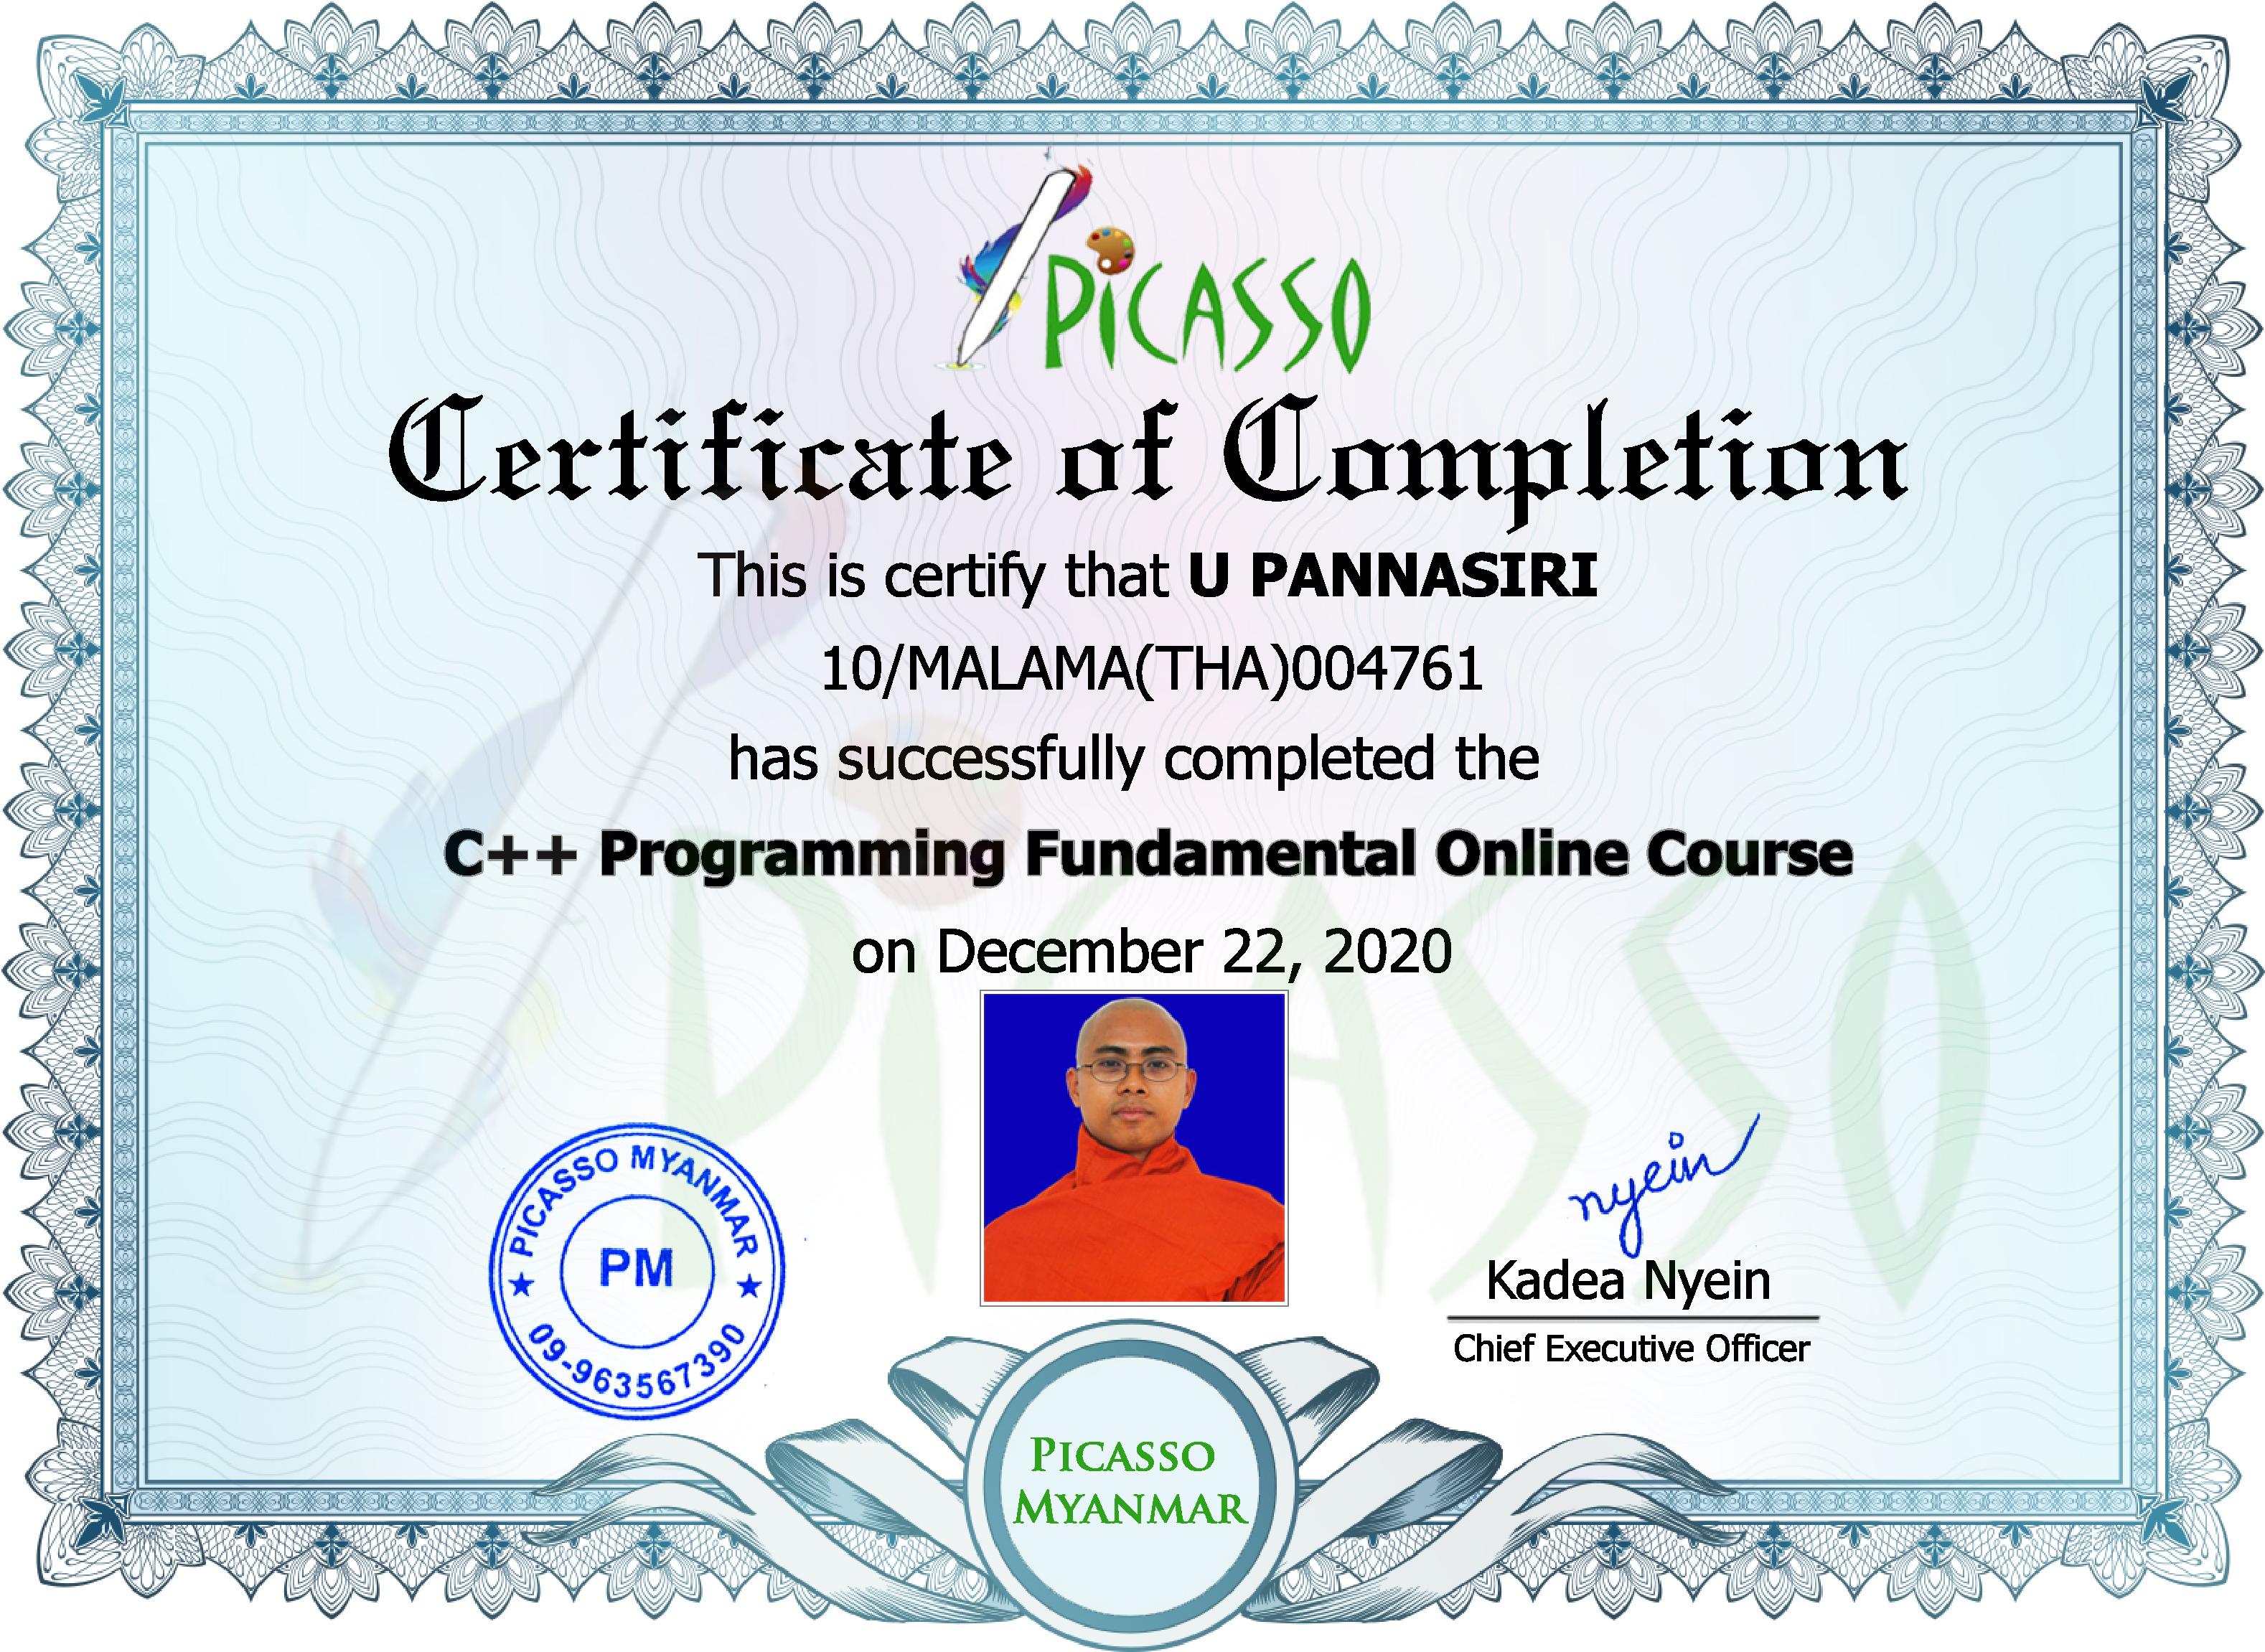 PiCASSO
Certificate of Completion
This is certify that U PANNASIRI
10/MALAMA(THA)004761
has successfully completed the
C++ Programming Fundamental Online Course
on December 22, 2020
PICASSO MYANMAR
PM
09-963567390
nyein
Kadea Nyein
Chief Executive Officer
PICASSO
MYANMAR
PiCASSO